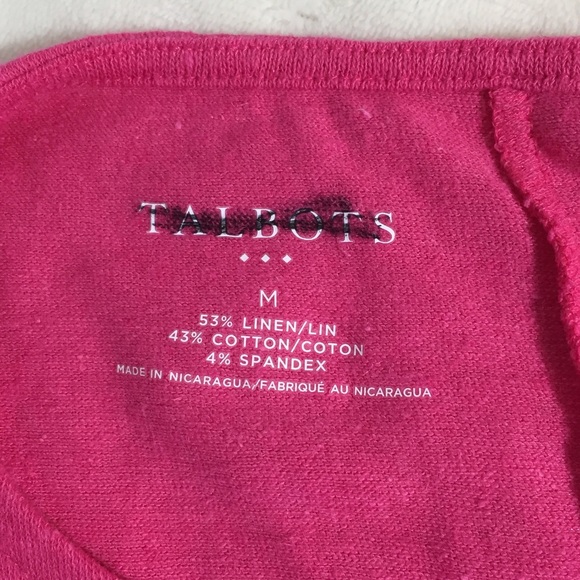 TALBOTS
M
53% LINEN/LIN
43% COTTON/COTON
4% SPANDEX
MADE IN NICARAGUA/FABRIQUÉ AU NICARAGUA